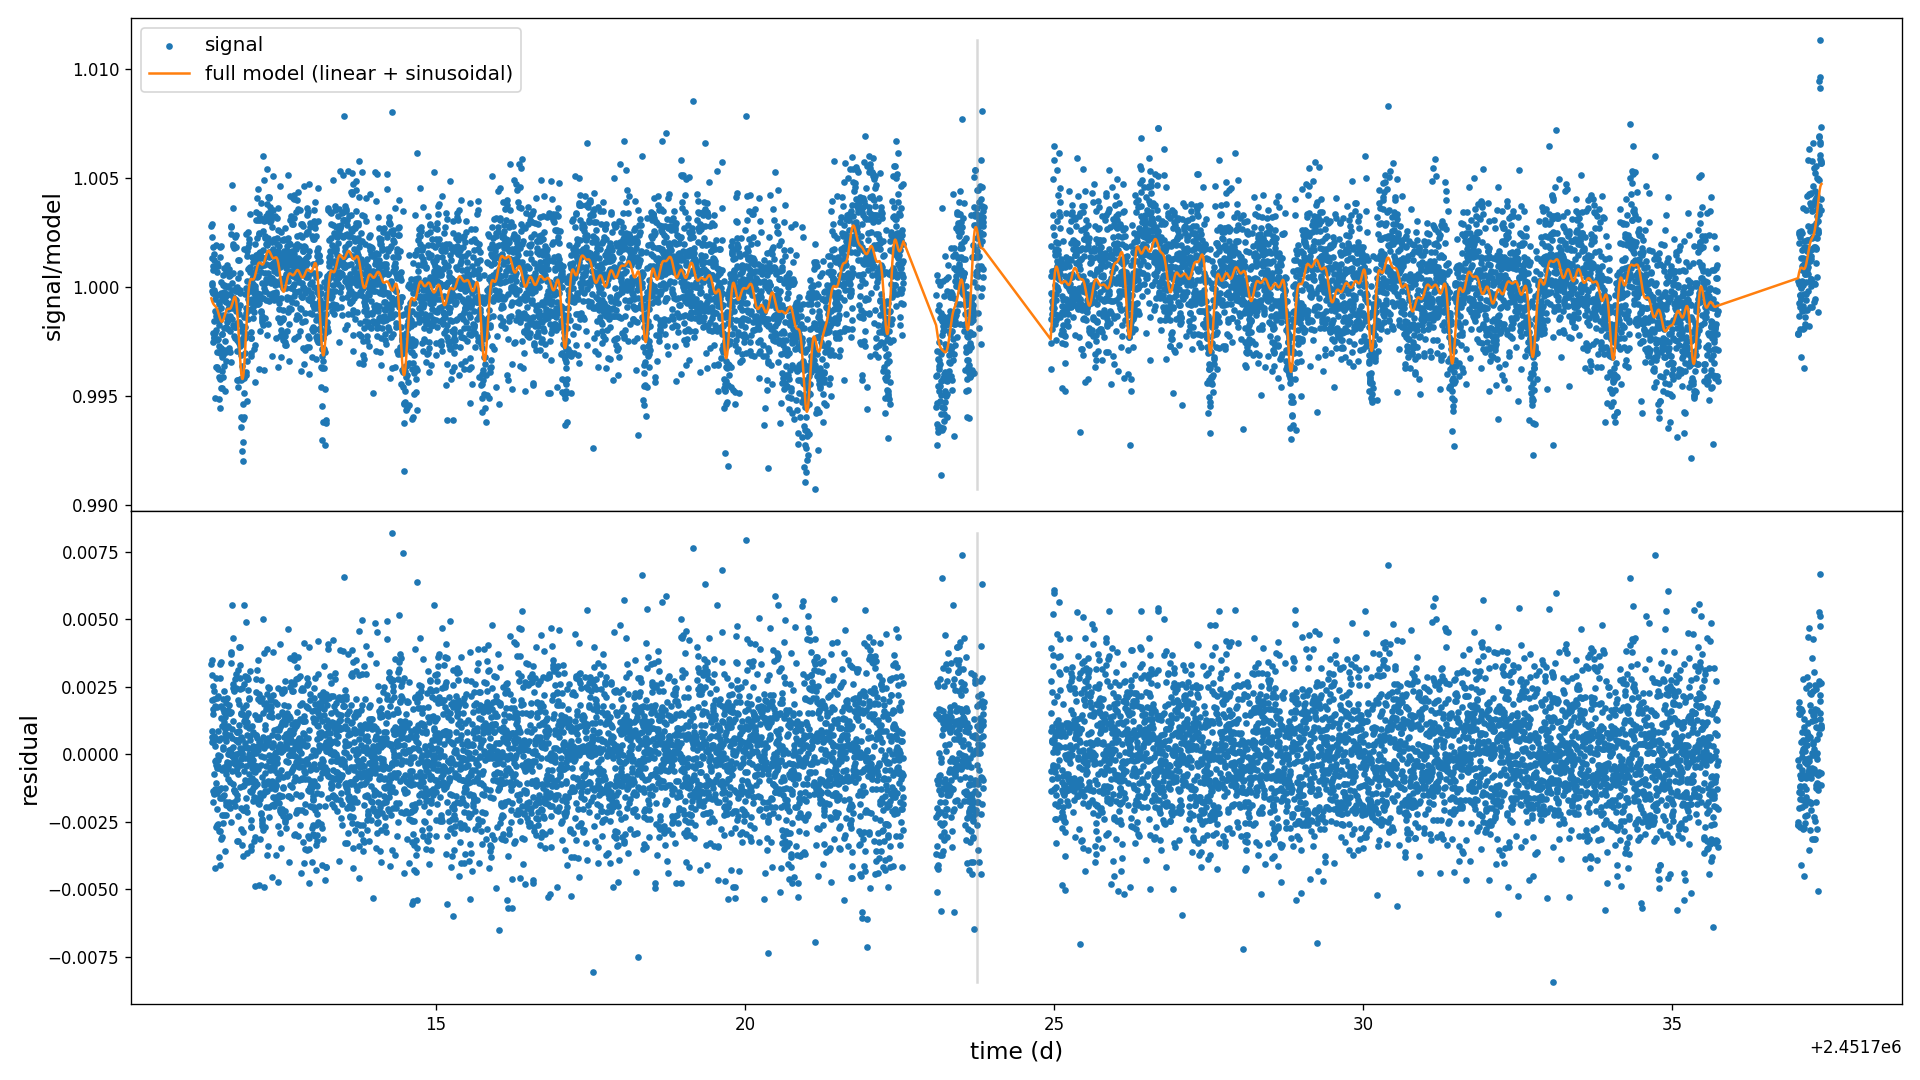 signal
full model (linear + sinusoidal)
signal/model
1.010
1.005
1.000
0.995
0.990
residual
0.0075
0.0050
0.0025
0.0000
−0.0025
−0.0050
−0.0075
15
20
25
30
35
time (d)
+2.4517e6